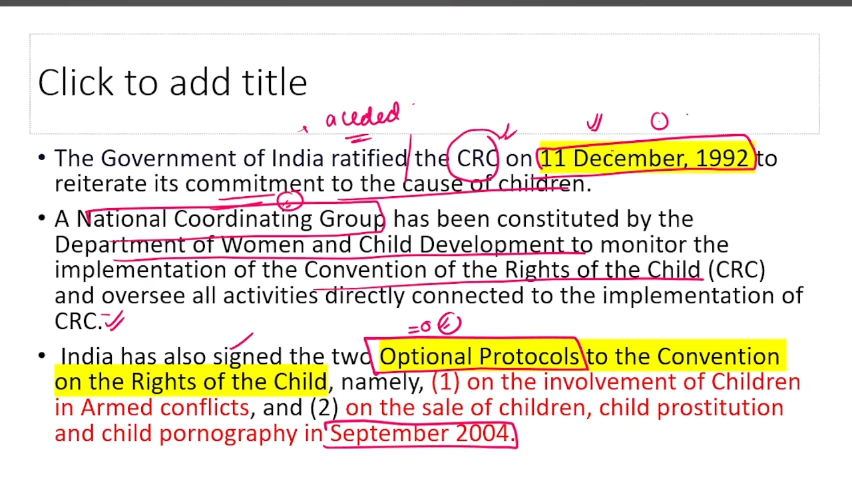 Click to add title
aceded
• The Government of India ratified the CRC on 11 December, 1992 to
reiterate its commitment to the cause of children.
• A National Coordinating Group has been constituted by the
Department of Women and Child Development to monitor the
implementation of the Convention of the Rights of the Child (CRC)
and oversee all activities directly connected to the implementation of
CRC.
• India has also signed the two Optional Protocols to the Convention
on the Rights of the Child, namely, (1) on the involvement of Children
in Armed conflicts, and (2) on the sale of children, child prostitution
and child pornography in September 2004.